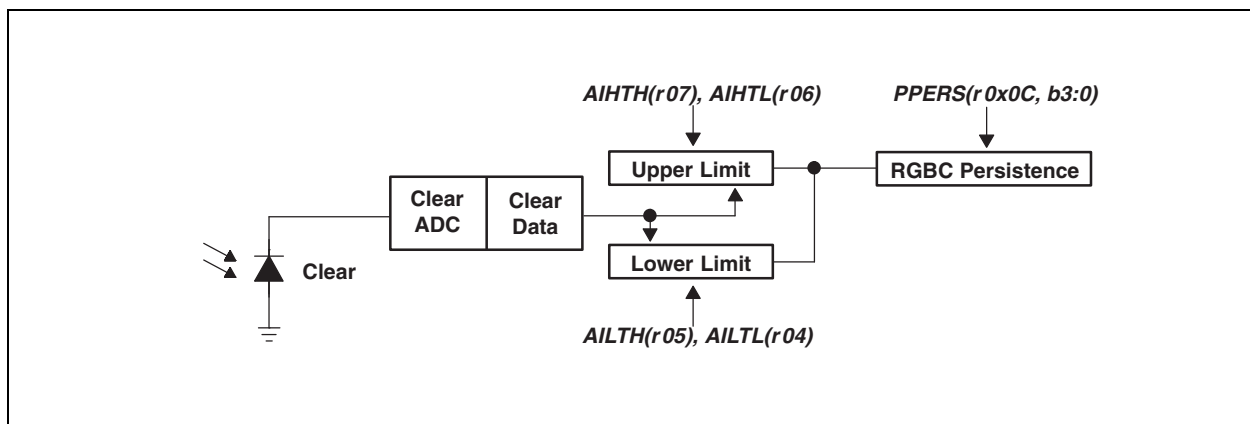 AIHTH(r07), AIHTL(r06)
PPERS(r0x0C, b3:0)
Upper Limit
RGBC Persistence
Clear
ADC
Clear
Data
Lower Limit
Clear
AILTH(r05), AILTL(r04)